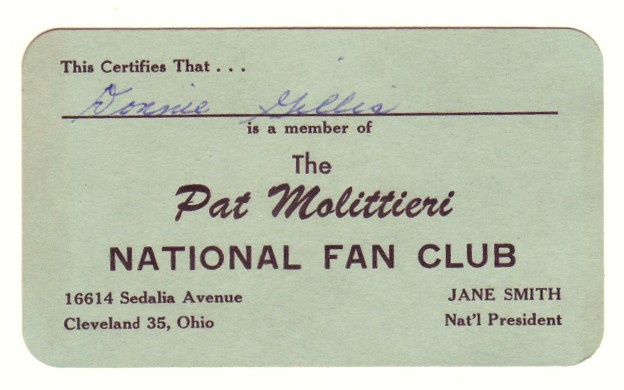 This Certifies That . . .
Donnie Gillis
is a member of
The
Pat Molittieri
NATIONAL FAN CLUB
16614 Sedalia Avenue
Cleveland 35, Ohio
JANE SMITH
Nat'l President